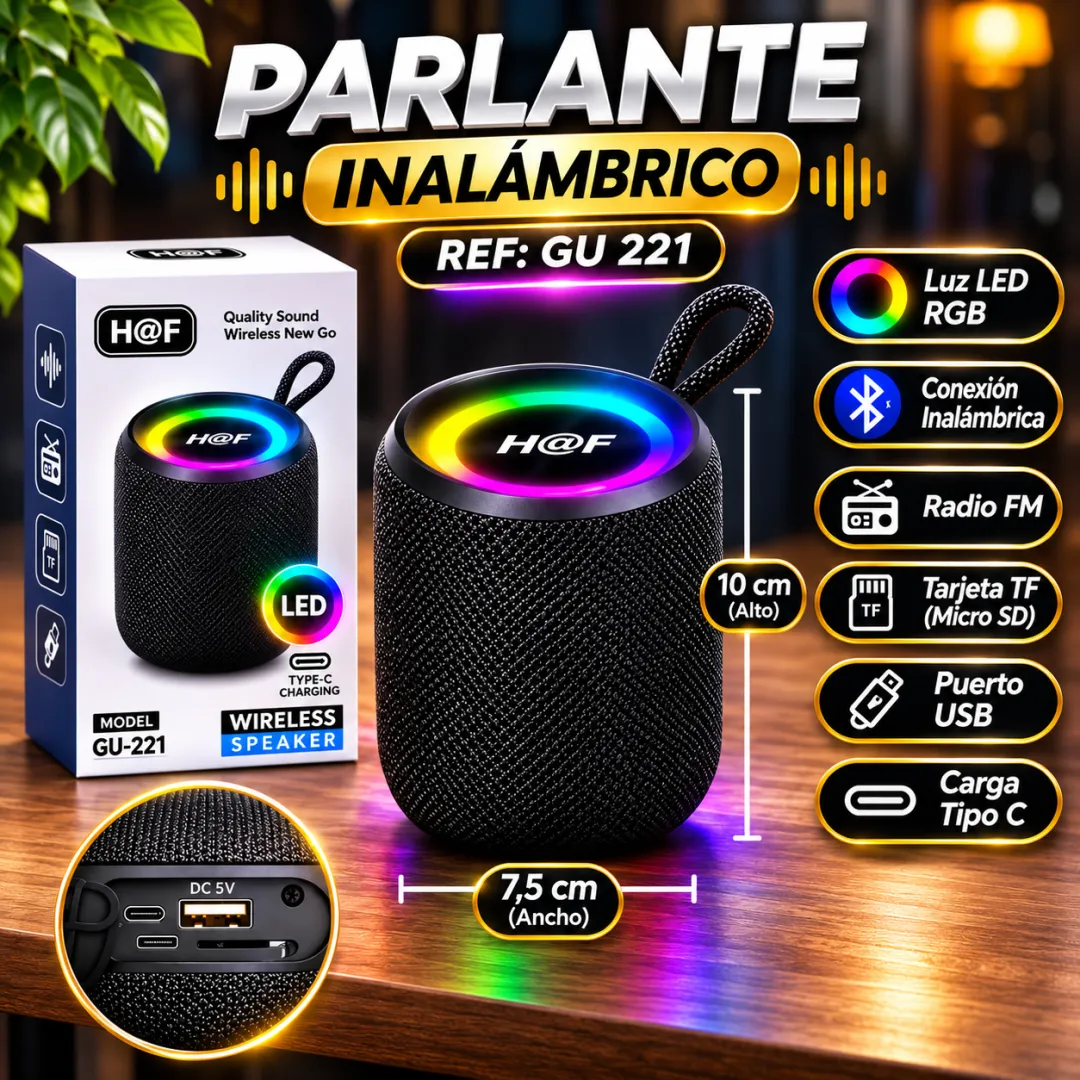 PARLANTE
INALÁMBRICO
REF: GU 221
H@F
H@F
Quality Sound
Wireless New Go
H@F
LED
TYPE-C
CHARGING
MODEL
GU-221
WIRELESS
SPEAKER
TF
H@F
10 cm
(Alto)
7,5 cm
(Ancho)
Luz LED
RGB
Conexión
Inalámbrica
Radio FM
TF
Tarjeta TF
(Micro SD)
Puerto
USB
Carga
Tipo C
DC 5V